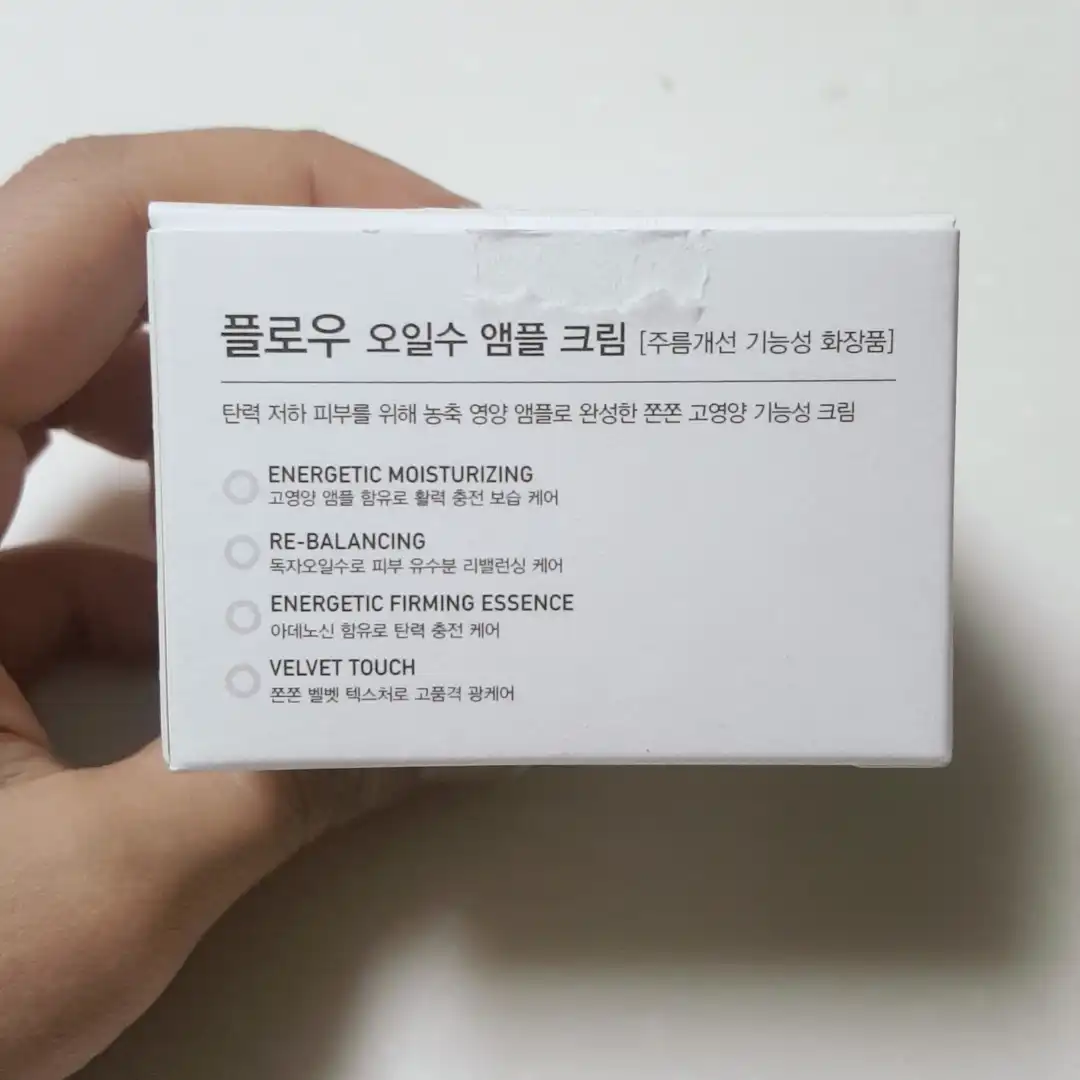 플로우 오일수 앰플 크림 [주름개선 기능성 화장품]
탄력 저하 피부를 위해 농축 영양 앰플로 완성한 쫀쫀 고영양 기능성 크림
ENERGETIC MOISTURIZING
고영양 앰플 함유로 활력 충전 보습 케어
RE-BALANCING
독자오일수로 피부 유수분 리밸런싱 케어
ENERGETIC FIRMING ESSENCE
아데노신 함유로 탄력 충전 케어
VELVET TOUCH
쫀쫀 벨벳 텍스처로 고품격 광케어